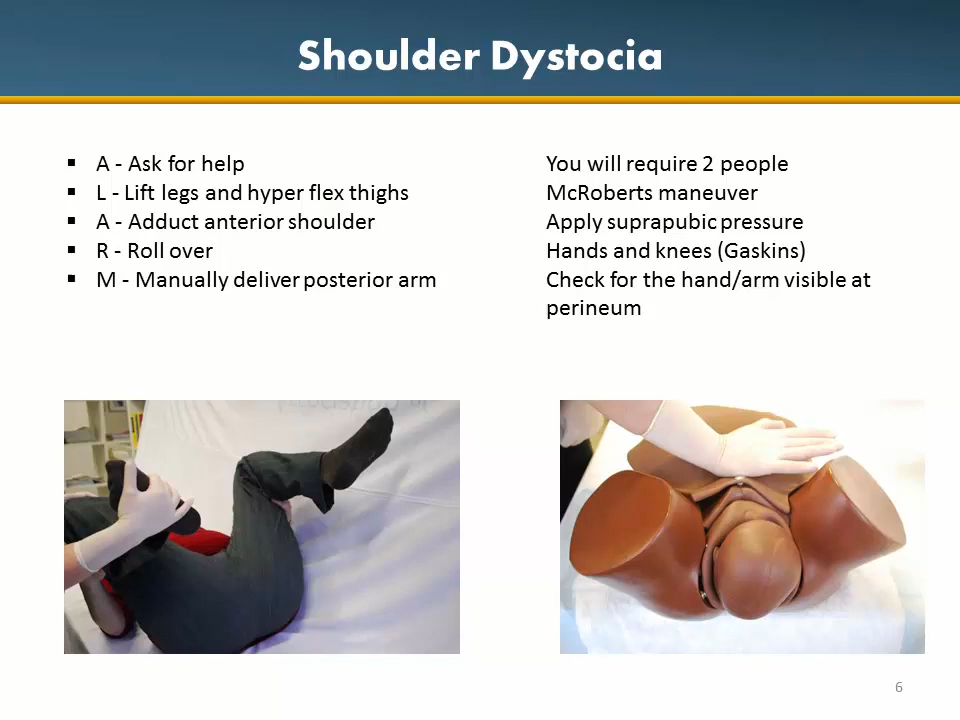 Shoulder Dystocia
▪ A - Ask for help
You will require 2 people
▪ L - Lift legs and hyper flex thighs
McRoberts maneuver
▪ A - Adduct anterior shoulder
Apply suprapubic pressure
▪ R - Roll over
Hands and knees (Gaskins)
▪ M - Manually deliver posterior arm
Check for the hand/arm visible at
perineum
6